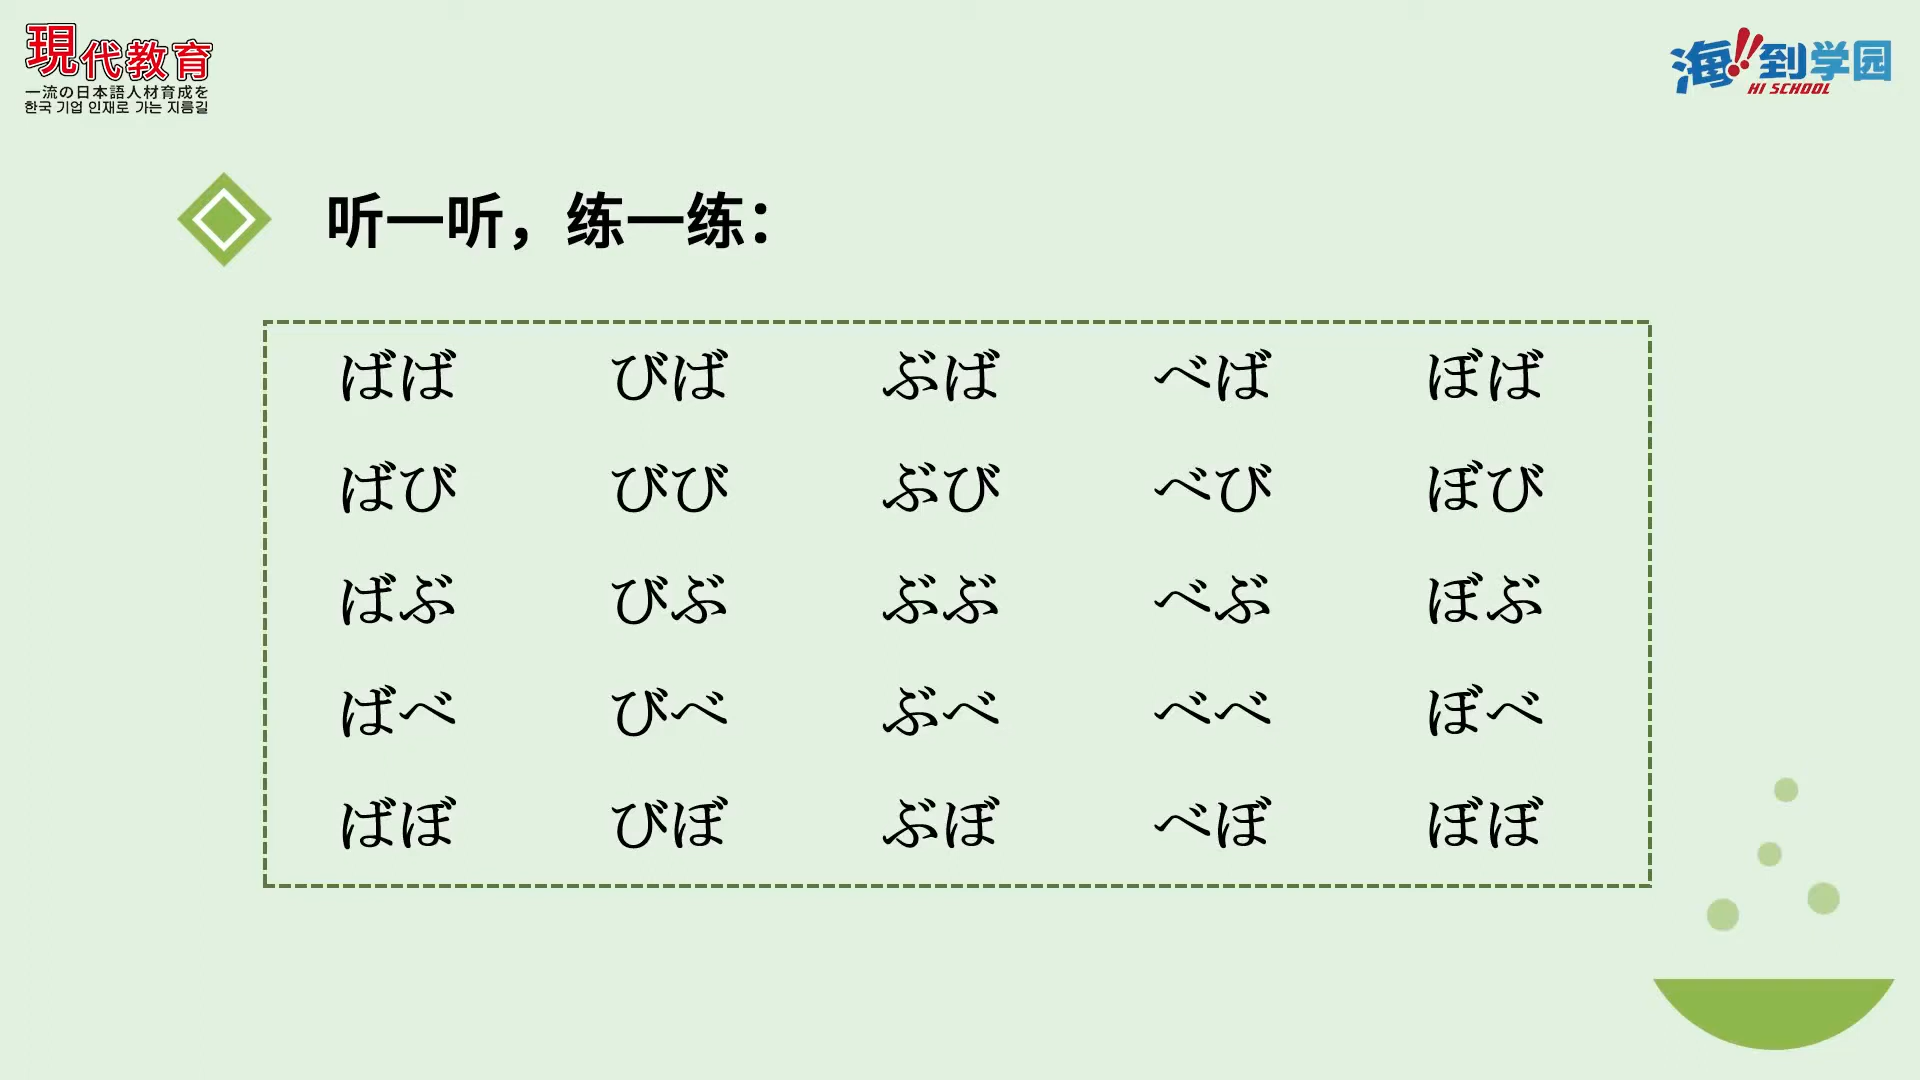 現代教育
一流の日本語人材育成を
한국 기업 인재로 가는 지름길
海!!到学园
HI SCHOOL
听一听，练一练：
ばば びば ぶば べば ぼば
ばび びび ぶび べび ぼび
ばぶ びぶ ぶぶ べぶ ぼぶ
ばべ びべ ぶべ べべ ぼべ
ばぼ びぼ ぶぼ べぼ ぼぼ